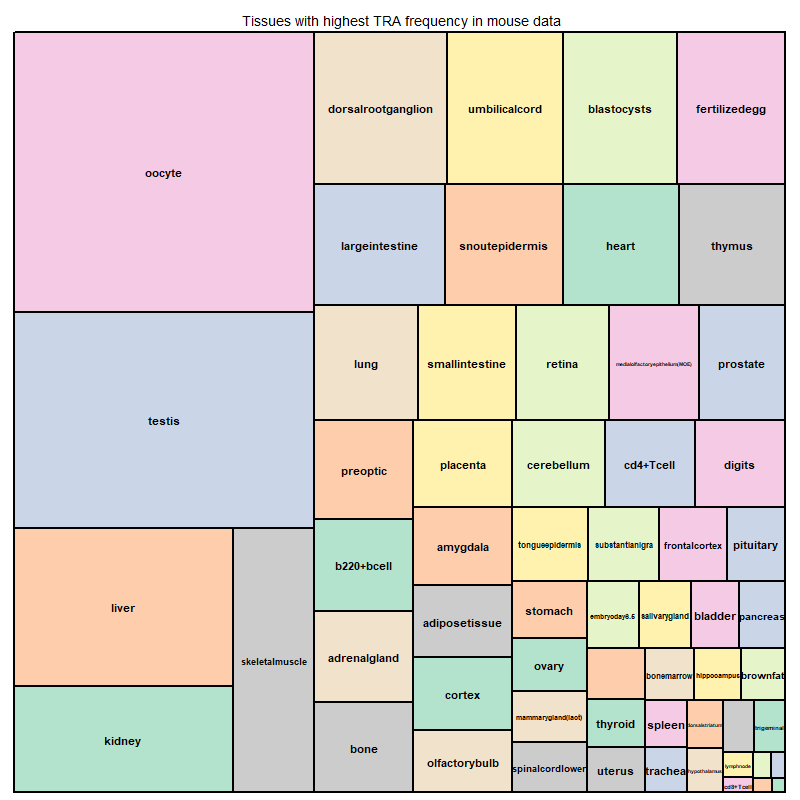 Tissues with highest TRA frequency in mouse data
oocyte
dorsalrootganglion
umbilicalcord
blastocysts
fertilizedegg
largeintestine
snoutepidermis
heart
thymus
lung
smallintestine
retina
medialolfactoryepithelium(MOE)
prostate
testis
preoptic
placenta
cerebellum
cd4+Tcell
digits
b220+bcell
amygdala
tongueepidermis
substantianigra
frontalcortex
pituitary
liver
skeletalmuscle
adrenalgland
adiposetissue
stomach
embryoday6.5
salivarygland
bladder
pancreas
cortex
ovary
bonemarrow
hippocampus
brownfat
kidney
bone
olfactorybulb
mammarygland(laot)
spinalcordlower
thyroid
spleen
dorsalstriatum
trigeminal
uterus
trachea
hypothalamus
lymphnode
cd8+Tcell